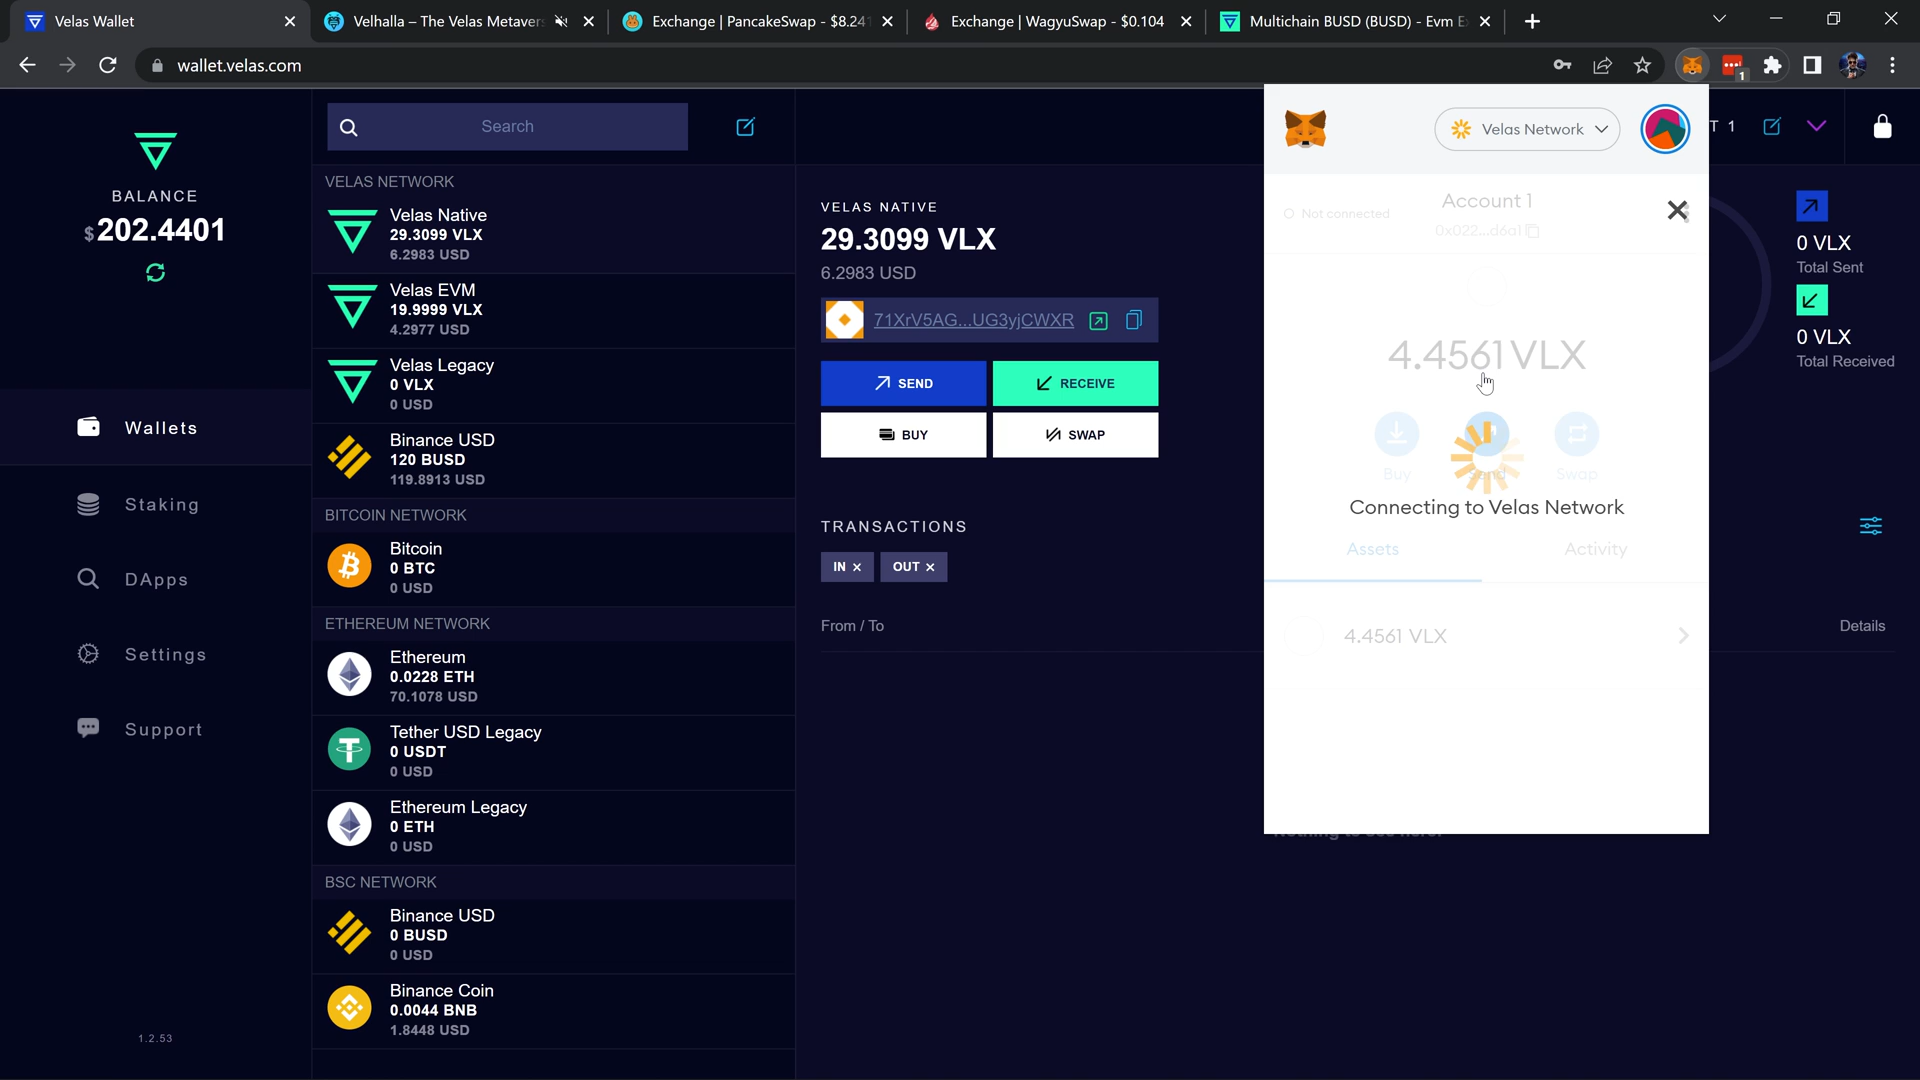 Velas Wallet
Velhalla – The Velas Metavers
Exchange | PancakeSwap - $8.241
Exchange | WagyuSwap - $0.104
Multichain BUSD (BUSD) - Evm E
wallet.velas.com
1
BALANCE
$202.4401
Wallets
Staking
DApps
Settings
Support
1.2.53
Search
VELAS NETWORK
Velas Native
29.3099 VLX
6.2983 USD
Velas EVM
19.9999 VLX
4.2977 USD
Velas Legacy
0 VLX
0 USD
Binance USD
120 BUSD
119.8913 USD
BITCOIN NETWORK
Bitcoin
0 BTC
0 USD
ETHEREUM NETWORK
Ethereum
0.0228 ETH
70.1078 USD
Tether USD Legacy
0 USDT
0 USD
Ethereum Legacy
0 ETH
0 USD
BSC NETWORK
Binance USD
0 BUSD
0 USD
Binance Coin
0.0044 BNB
1.8448 USD
VELAS NATIVE
29.3099 VLX
6.2983 USD
71XrV5AG...UG3yjCWXR
SEND
RECEIVE
BUY
SWAP
TRANSACTIONS
IN ×
OUT ×
From / To
Details
Velas Network
Not connected
Account 1
0x022...d6a1
4.4561 VLX
Buy
Send
Swap
Connecting to Velas Network
Assets
Activity
4.4561 VLX
T 1
0 VLX
Total Sent
0 VLX
Total Received